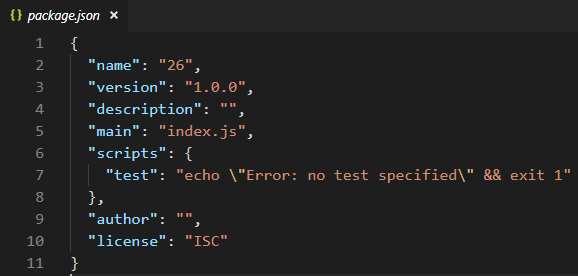 {} package.json ×
1 {
2 "name": "26",
3 "version": "1.0.0",
4 "description": "",
5 "main": "index.js",
6 "scripts": {
7 "test": "echo \"Error: no test specified\" && exit 1"
8 },
9 "author": "",
10 "license": "ISC"
11 }